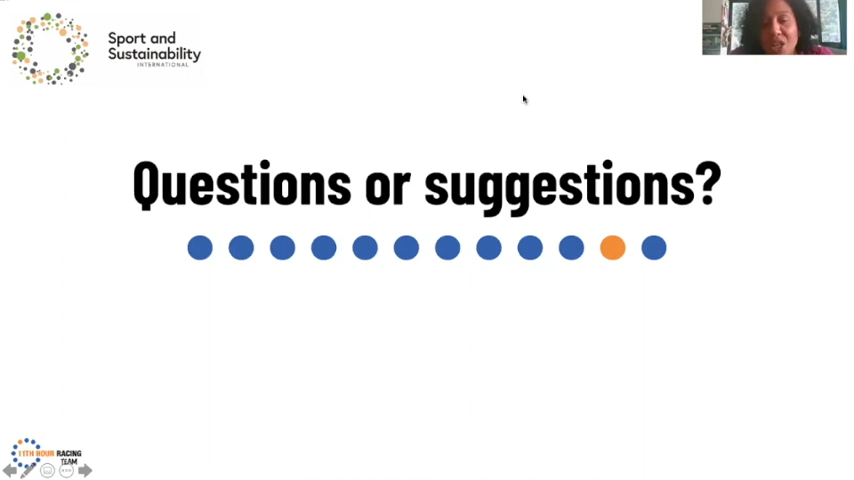 Sport and
Sustainability
INTERNATIONAL
Questions or suggestions?
11TH HOUR RACING
TEAM